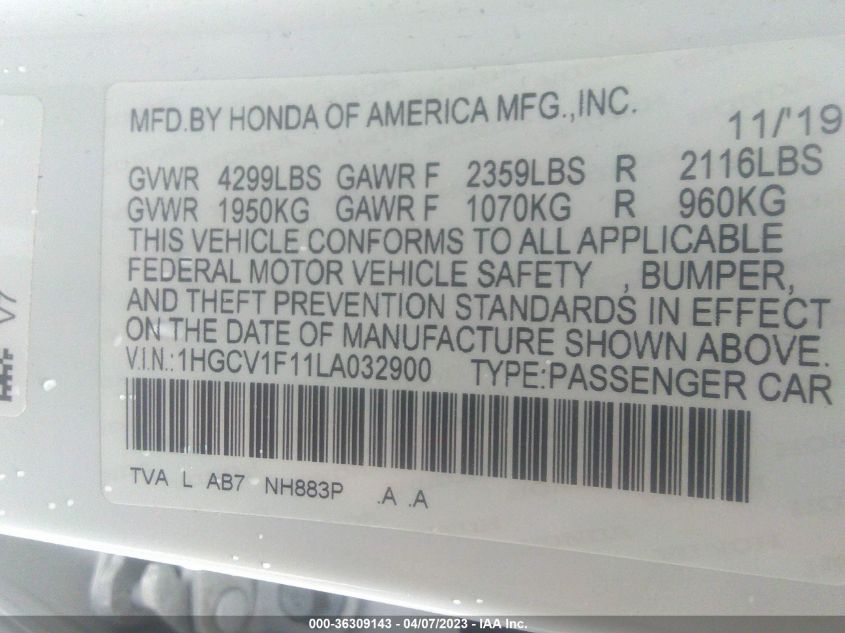 MFD.BY HONDA OF AMERICA MFG.,INC. 11/'19
GVWR 4299LBS GAWR F 2359LBS R 2116LBS
GVWR 1950KG GAWR F 1070KG R 960KG
THIS VEHICLE CONFORMS TO ALL APPLICABLE
FEDERAL MOTOR VEHICLE SAFETY , BUMPER,
AND THEFT PREVENTION STANDARDS IN EFFECT
ON THE DATE OF MANUFACTURE SHOWN ABOVE.
V.I.N.:1HGCV1F11LA032900 TYPE:PASSENGER CAR
TVA L AB7 NH883P .A .A
V7
000-36309143 - 04/07/2023 - IAA Inc.